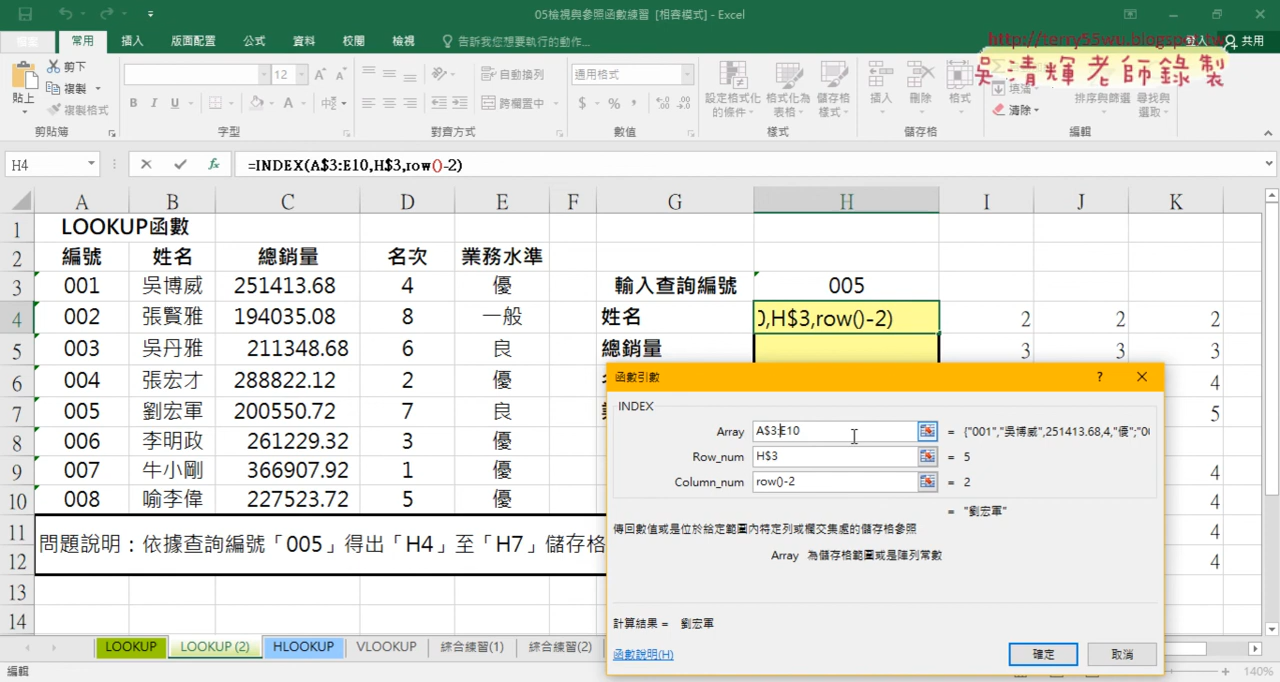 05檢視與參照函數練習 [相容模式] - Excel
http://terry55wu.blogspot.tw
吳清輝老師錄製
常用 插入 版面配置 公式 資料 校閱 檢視 告訴我您想要執行的動作... 共用
貼上 剪下 複製 複製格式 12 自動換列 跨欄置中 通用格式
設定格式化的條件 格式化為表格 儲存格樣式 插入 刪除 格式 填滿 清除 排序與篩選 尋找與選取
剪貼簿 字型 對齊方式 數值 樣式 儲存格 編輯
H4 =INDEX(A$3:E10,H$3,row()-2)
A B C D E F G H I J K
1 LOOKUP函數
2 編號 姓名 總銷量 名次 業務水準
3 001 吳博威 251413.68 4 優 輸入查詢編號 005
4 002 張賢雅 194035.08 8 一般 姓名 0,H$3,row()-2) 2 2 2
5 003 吳丹雅 211348.68 6 良 總銷量 3 3 3
6 004 張宏才 288822.12 2 優 4
7 005 劉宏軍 200550.72 7 良 5
8 006 李明政 261229.32 3 優
9 007 牛小剛 366907.92 1 優 4
10 008 喻李偉 227523.72 5 優 4
11 4
12 問題說明：依據查詢編號「005」得出「H4」至「H7」儲存格 4
13
14
函數引數 ?
INDEX
Array A$3:E10 = {"001","吳博威",251413.68,4,"優";"00
Row_num H$3 = 5
Column_num row()-2 = 2
= "劉宏軍"
傳回數值或是位於給定範圍內特定列或欄交集處的儲存格參照
Array 為儲存格範圍或是陣列常數
計算結果 = 劉宏軍
函數說明(H) 確定 取消
LOOKUP LOOKUP (2) HLOOKUP VLOOKUP 綜合練習(1) 綜合練習(2)
編輯 140%